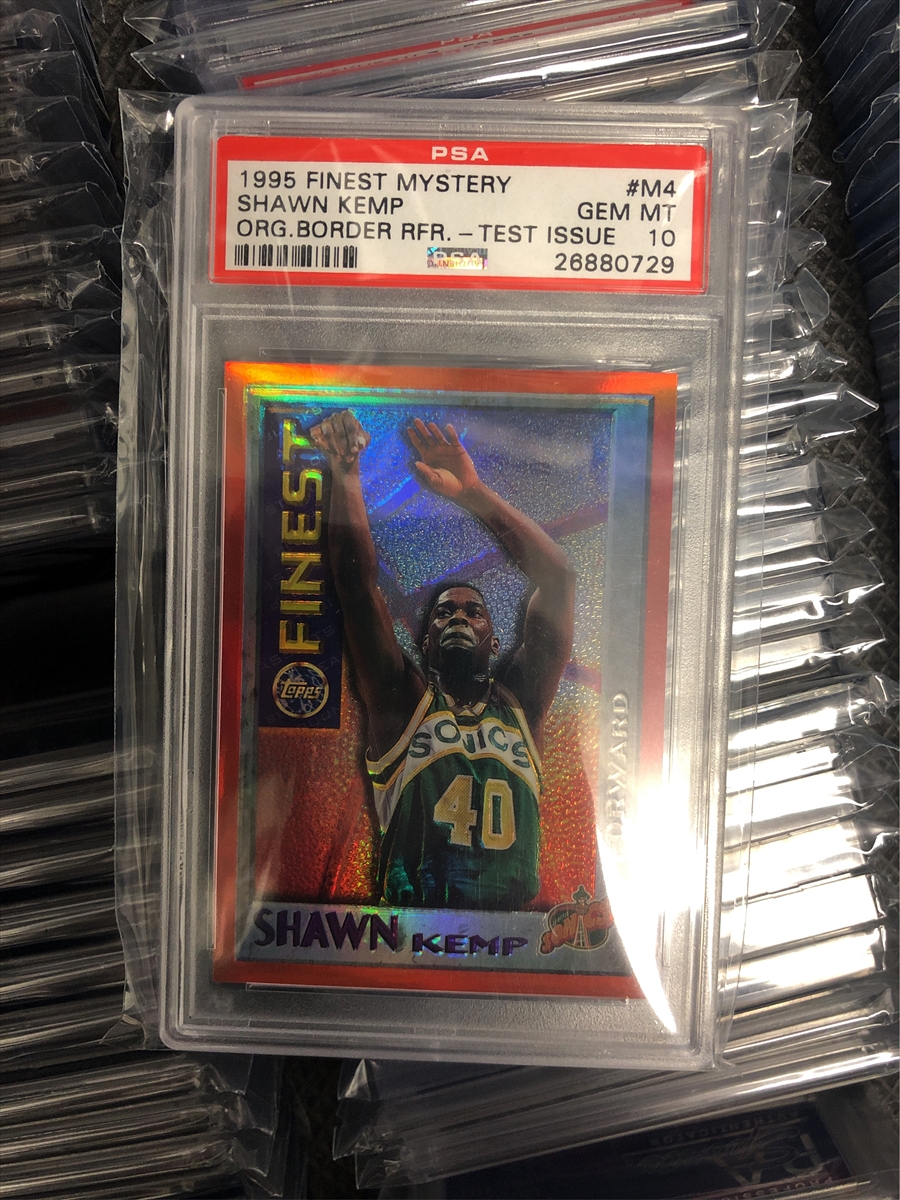 PSA
1995 FINEST MYSTERY #M4
SHAWN KEMP GEM MT
ORG.BORDER RFR. – TEST ISSUE 10
26880729
FINEST
Topps
SONICS
40
SHAWN KEMP